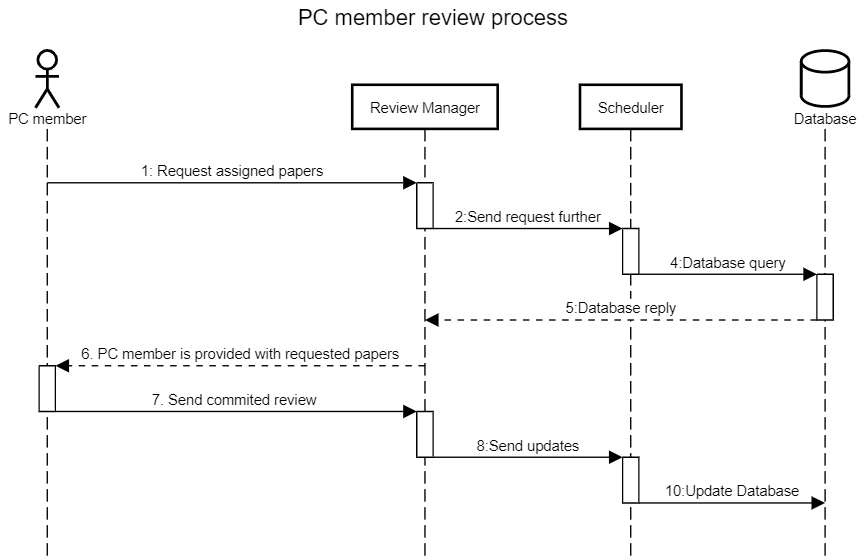 PC member review process
PC member
Review Manager
Scheduler
Database
1: Request assigned papers
2:Send request further
4:Database query
5:Database reply
6. PC member is provided with requested papers
7. Send commited review
8:Send updates
10:Update Database